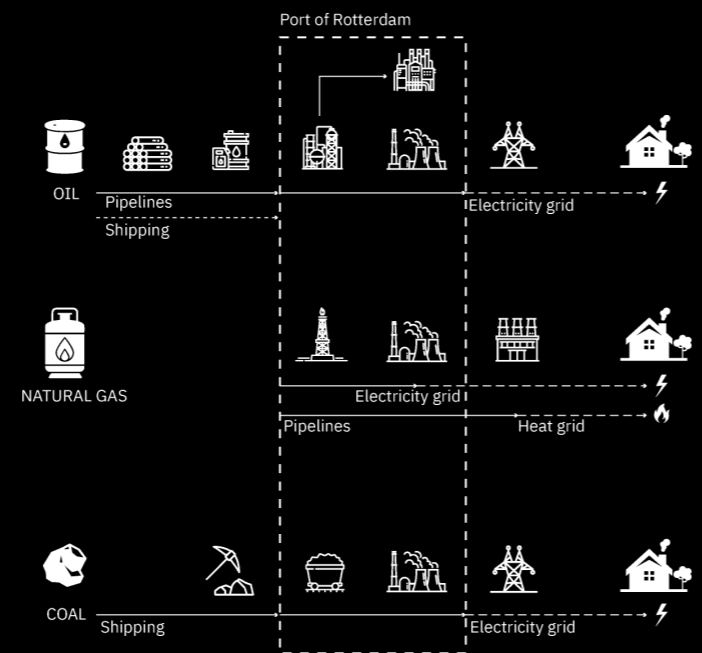 Port of Rotterdam
OIL
Pipelines
Electricity grid
Shipping
NATURAL GAS
Electricity grid
Pipelines
Heat grid
COAL
Shipping
Electricity grid